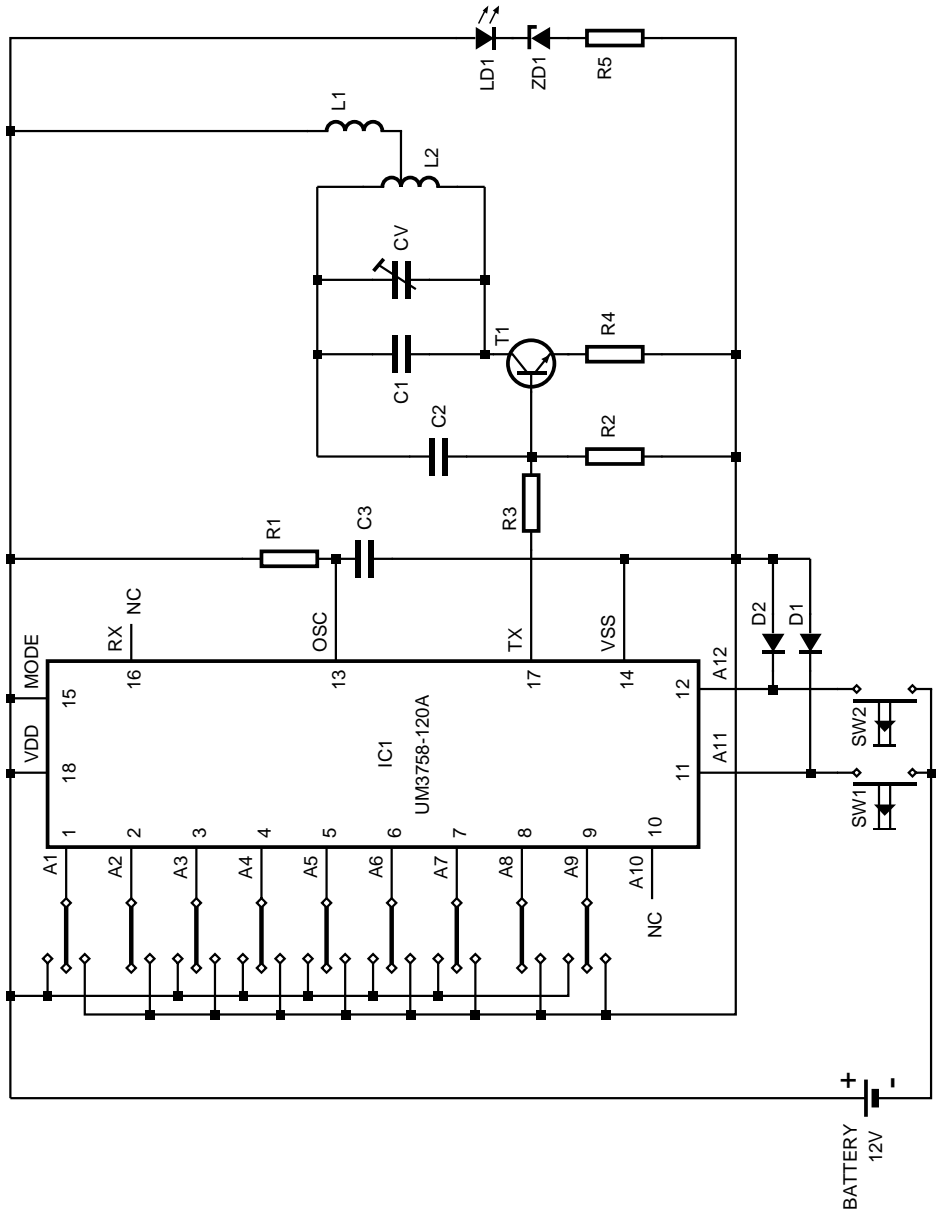 LD1
ZD1
R5
L1
L2
CV
C1
C2
T1
R4
R2
R3
R1
C3
MODE
VDD
RX
NC
OSC
TX
VSS
15
18
16
13
17
14
12
11
IC1
UM3758-120A
A12
A11
D2
D1
SW2
SW1
A1
1
A2
2
A3
3
A4
4
A5
5
A6
6
A7
7
A8
8
A9
9
A10
10
NC
+
-
BATTERY
12V